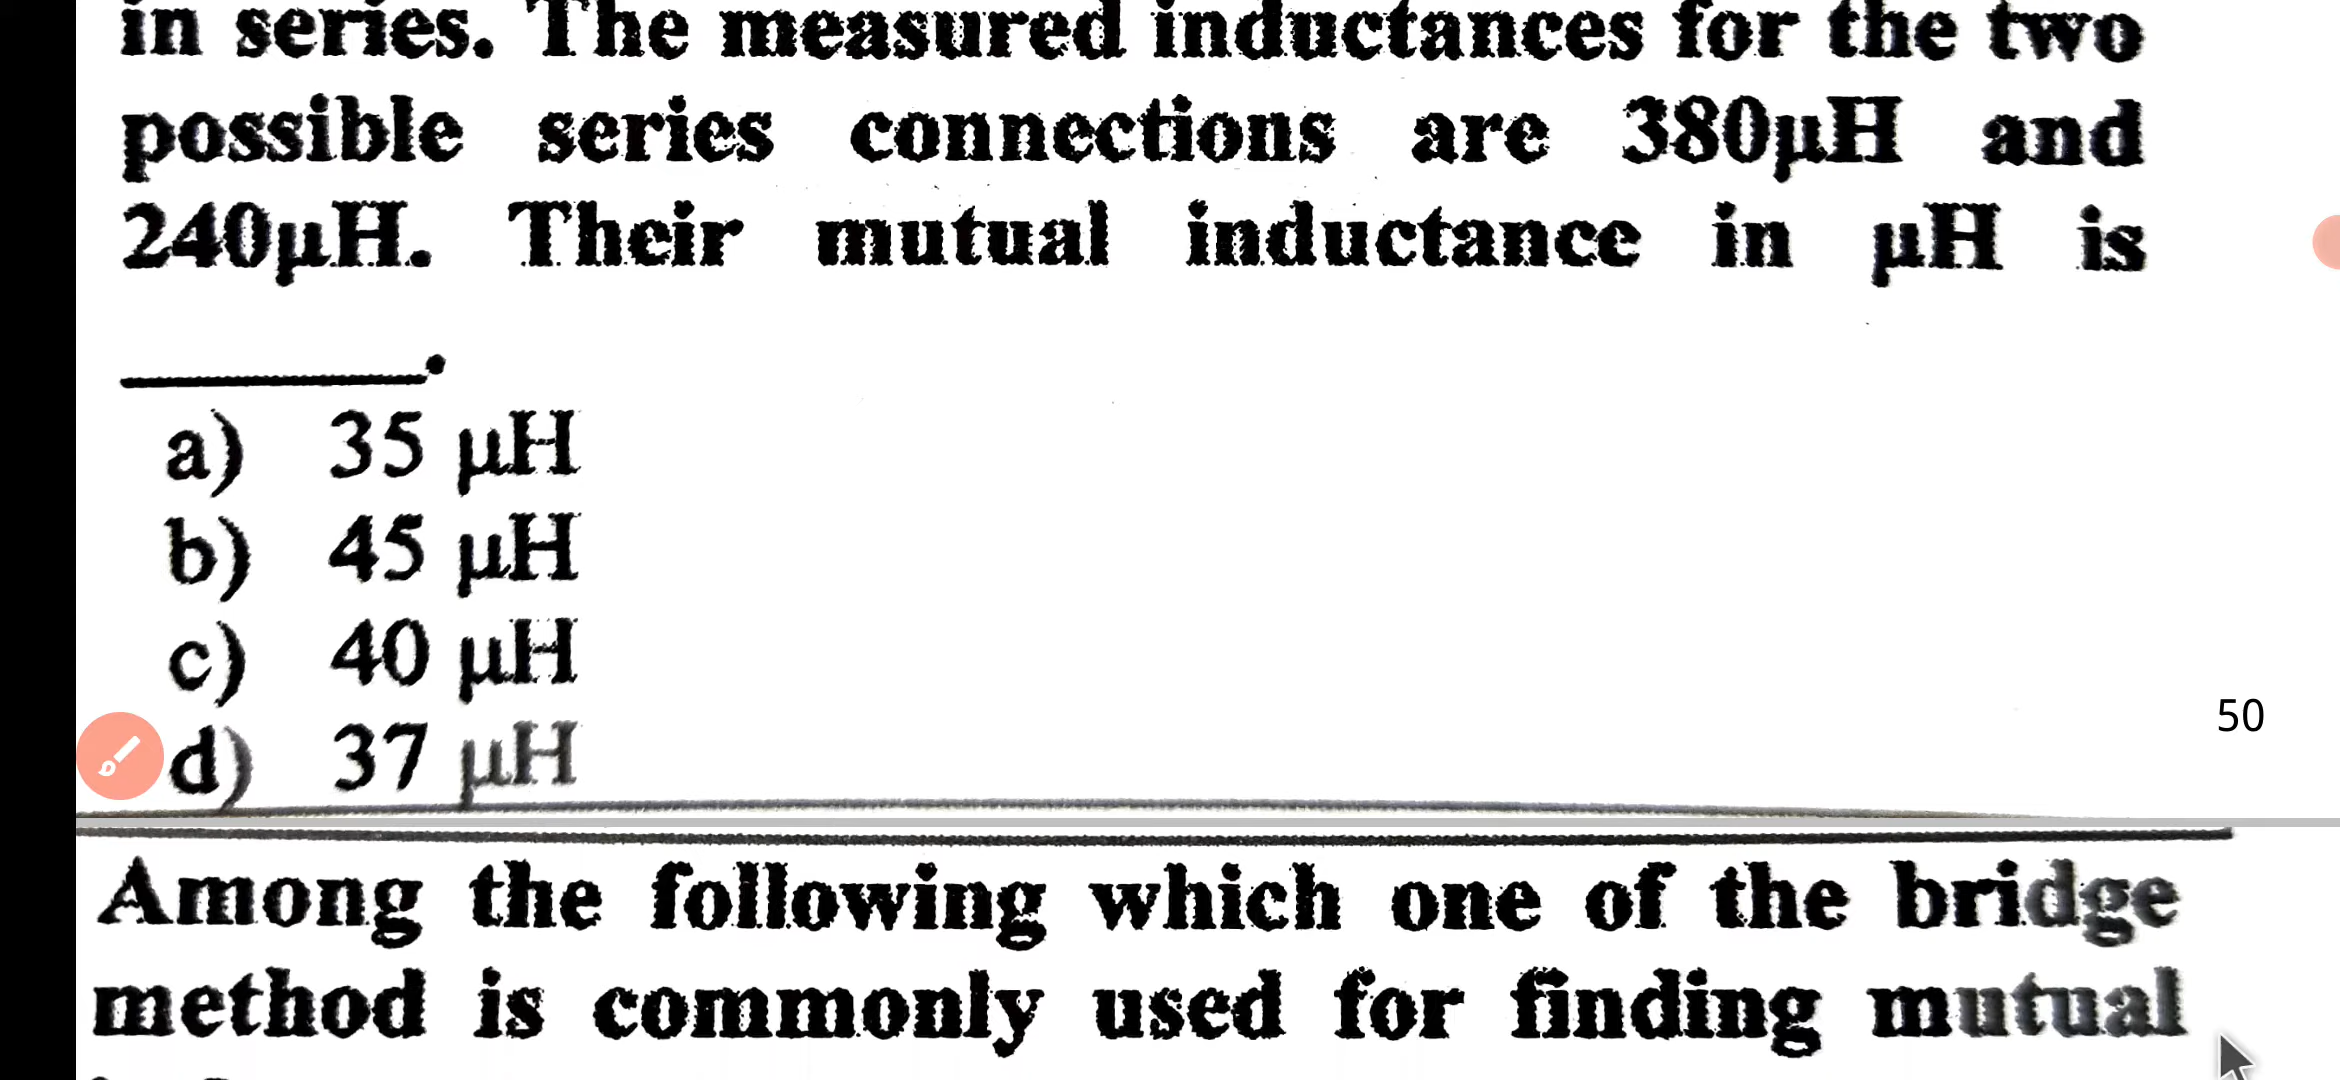 in series. The measured inductances for the two
possible series connections are 380µH and
240µH. Their mutual inductance in µH is
______.
a) 35 µH
b) 45 µH
c) 40 µH
d) 37 µH
50
Among the following which one of the bridge
method is commonly used for finding mutual